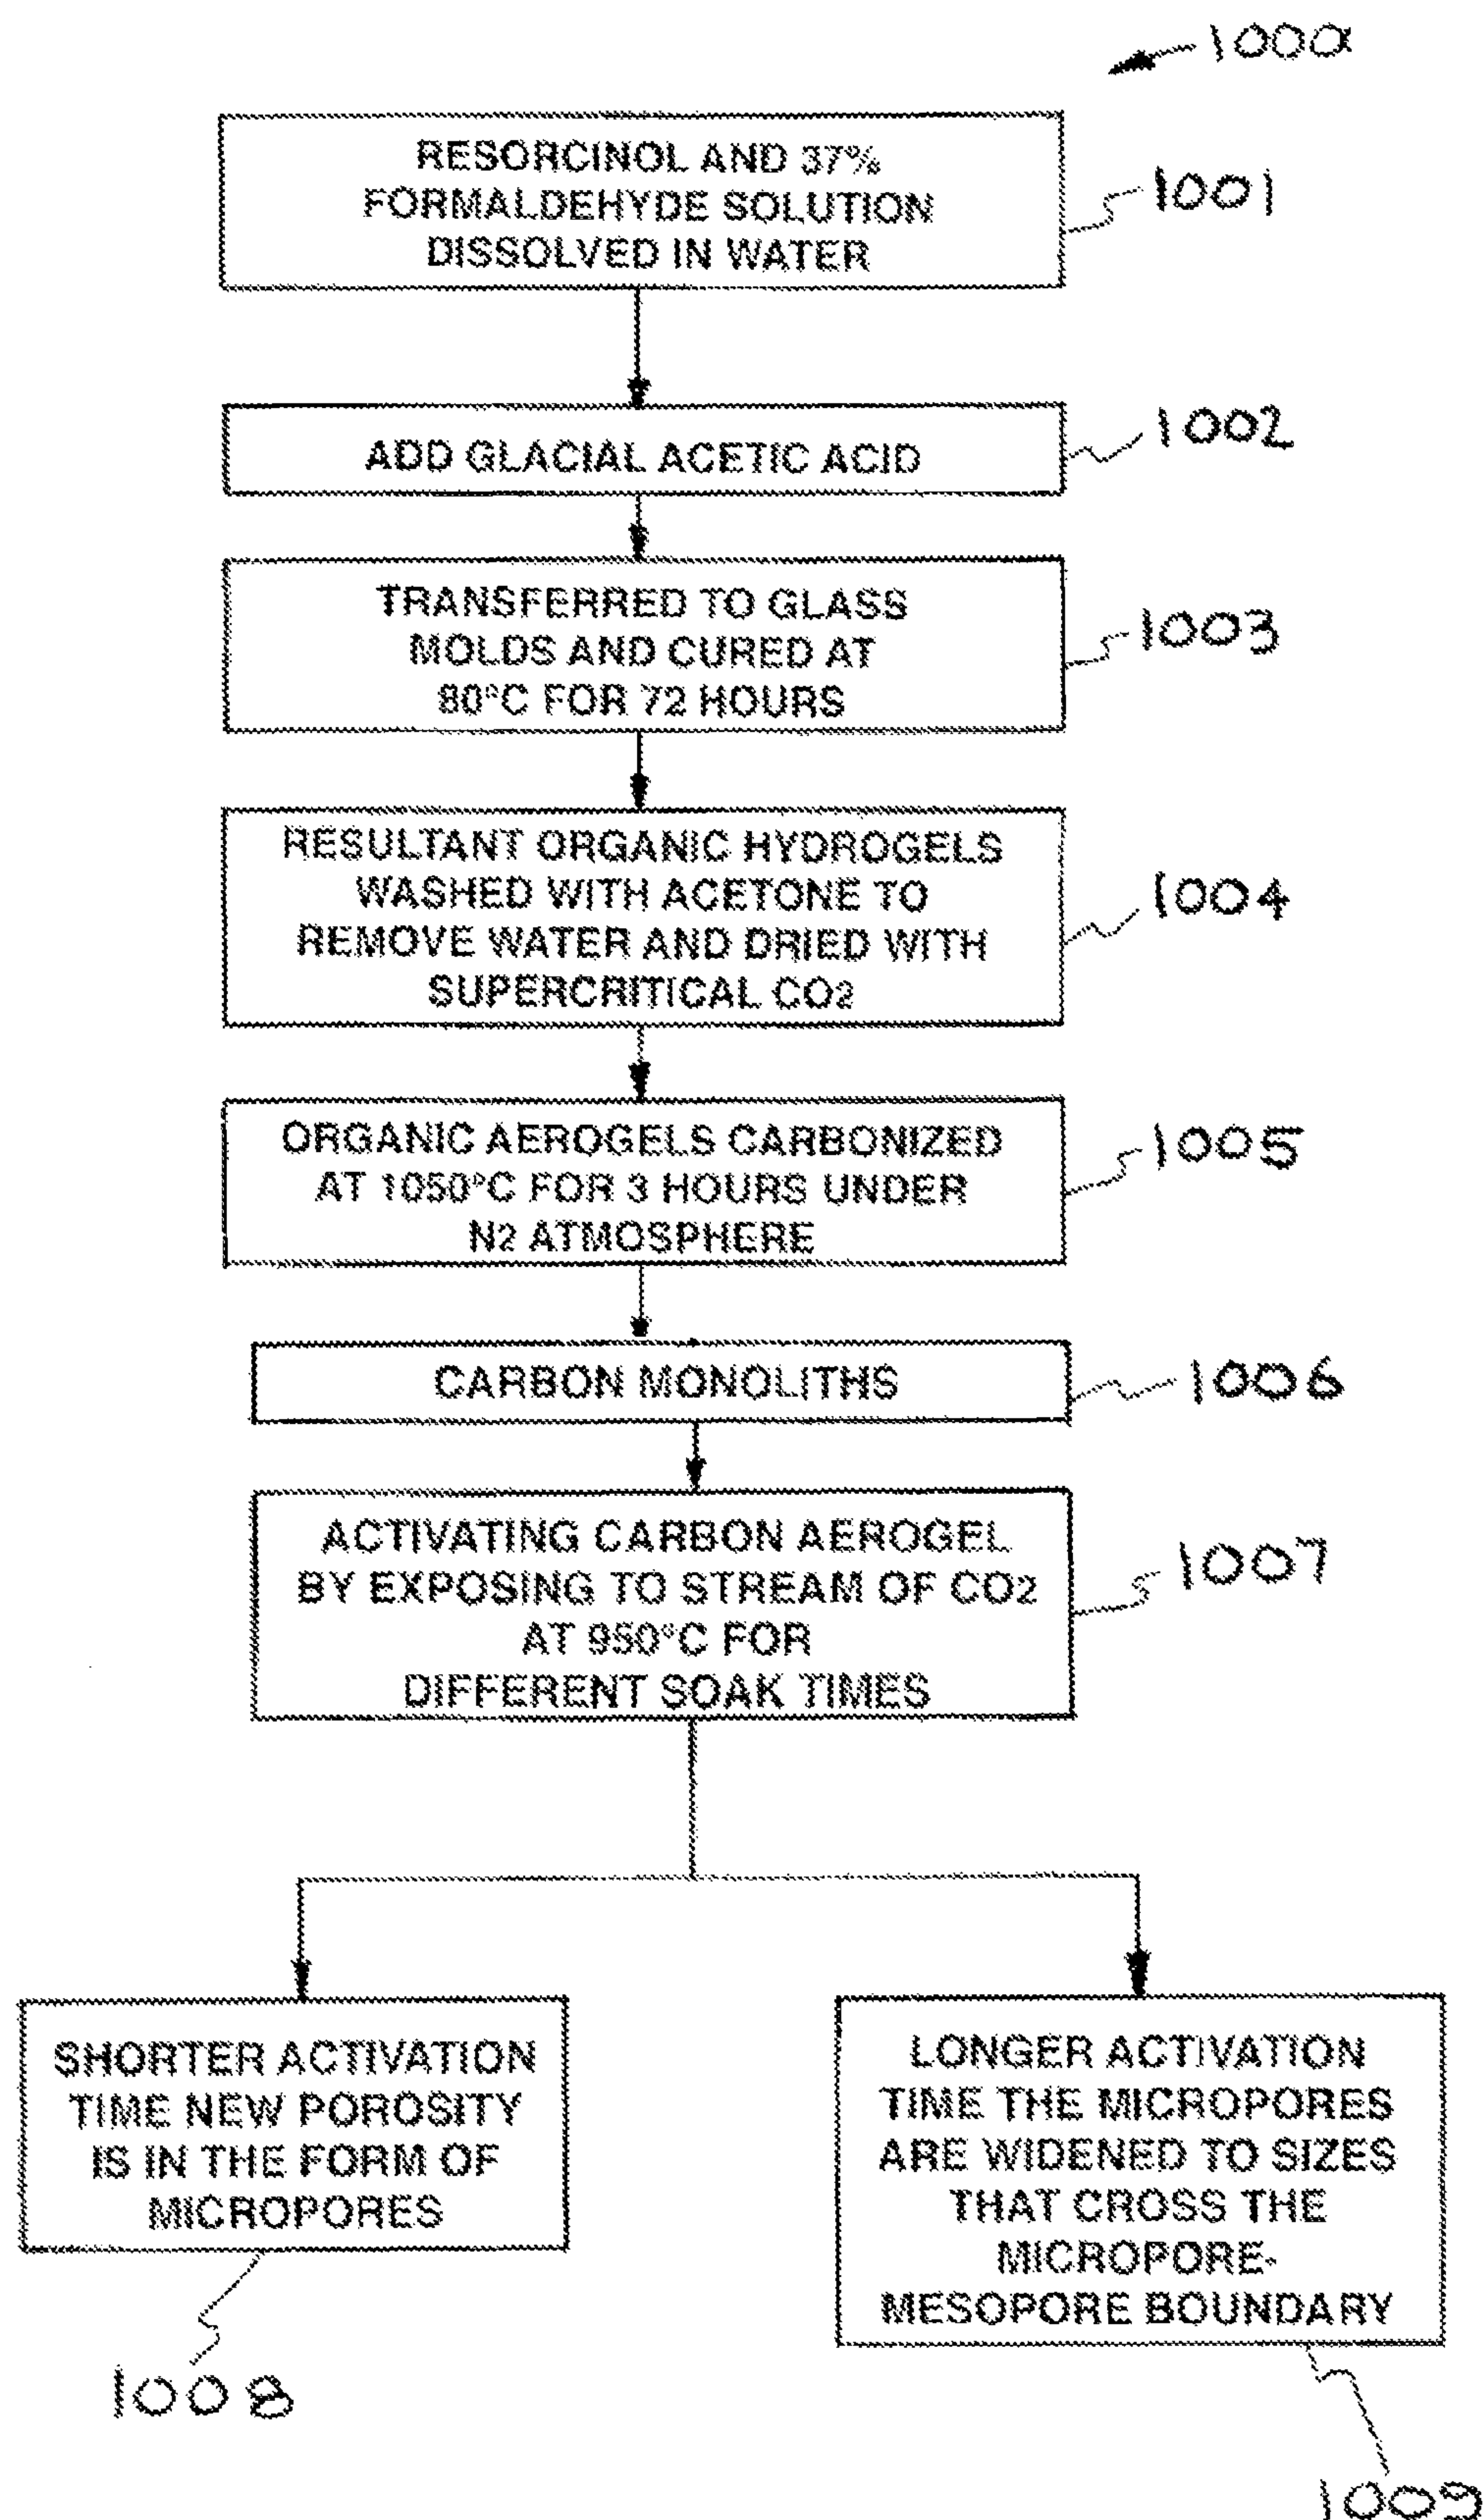 1000
RESORCINOL AND 37%
FORMALDEHYDE SOLUTION
DISSOLVED IN WATER
1001
ADD GLACIAL ACETIC ACID
1002
TRANSFERRED TO GLASS
MOLDS AND CURED AT
80°C FOR 72 HOURS
1003
RESULTANT ORGANIC HYDROGELS
WASHED WITH ACETONE TO
REMOVE WATER AND DRIED WITH
SUPERCRITICAL CO2
1004
ORGANIC AEROGELS CARBONIZED
AT 1050°C FOR 3 HOURS UNDER
N2 ATMOSPHERE
1005
CARBON MONOLITHS
1006
ACTIVATING CARBON AEROGEL
BY EXPOSING TO STREAM OF CO2
AT 950°C FOR
DIFFERENT SOAK TIMES
1007
SHORTER ACTIVATION
TIME NEW POROSITY
IS IN THE FORM OF
MICROPORES
1008
LONGER ACTIVATION
TIME THE MICROPORES
ARE WIDENED TO SIZES
THAT CROSS THE
MICROPORE-
MESOPORE BOUNDARY
1009